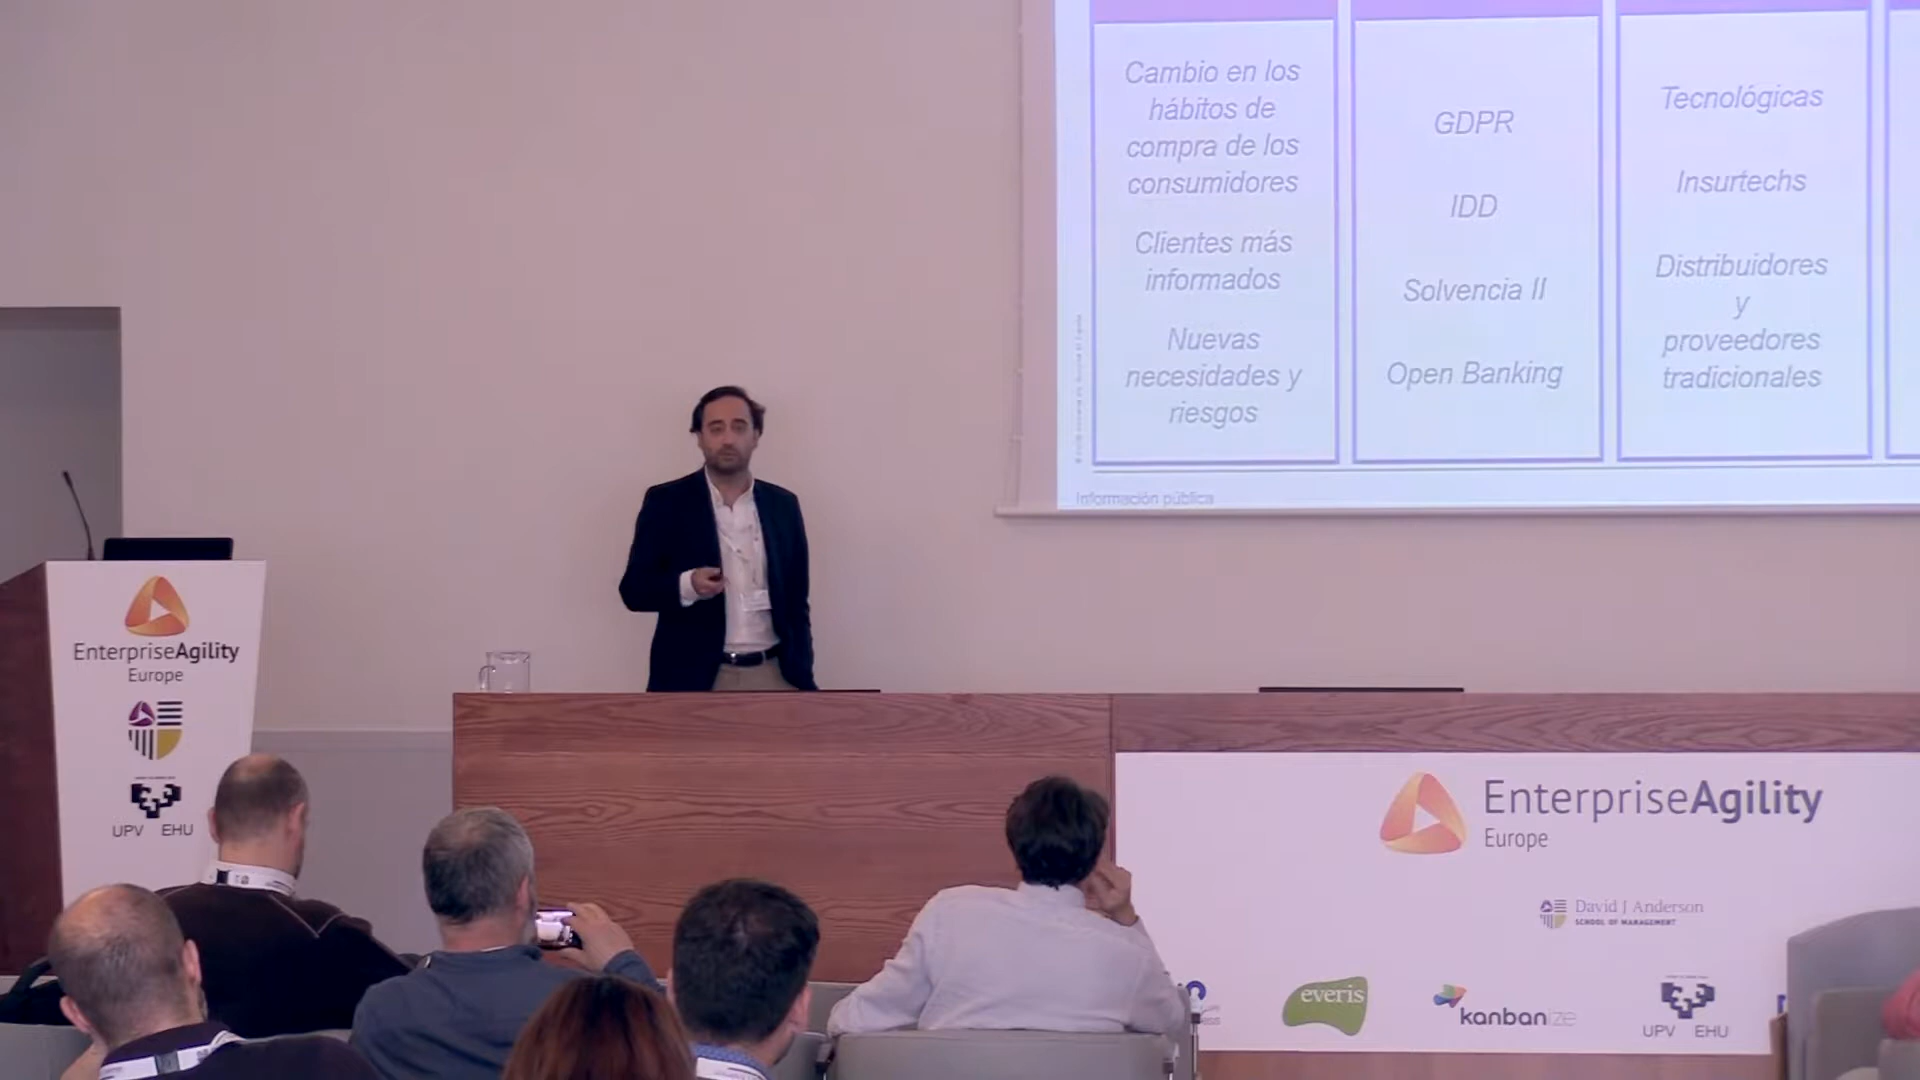 Cambio en los
hábitos de
compra de los
consumidores
Clientes más
informados
Nuevas
necesidades y
riesgos
GDPR
IDD
Solvencia II
Open Banking
Tecnológicas
Insurtechs
Distribuidores
y
proveedores
tradicionales
Información pública
EnterpriseAgility
Europe
UPV EHU
EnterpriseAgility
Europe
David J Anderson
SCHOOL OF MANAGEMENT
everis
kanbanize
UPV EHU